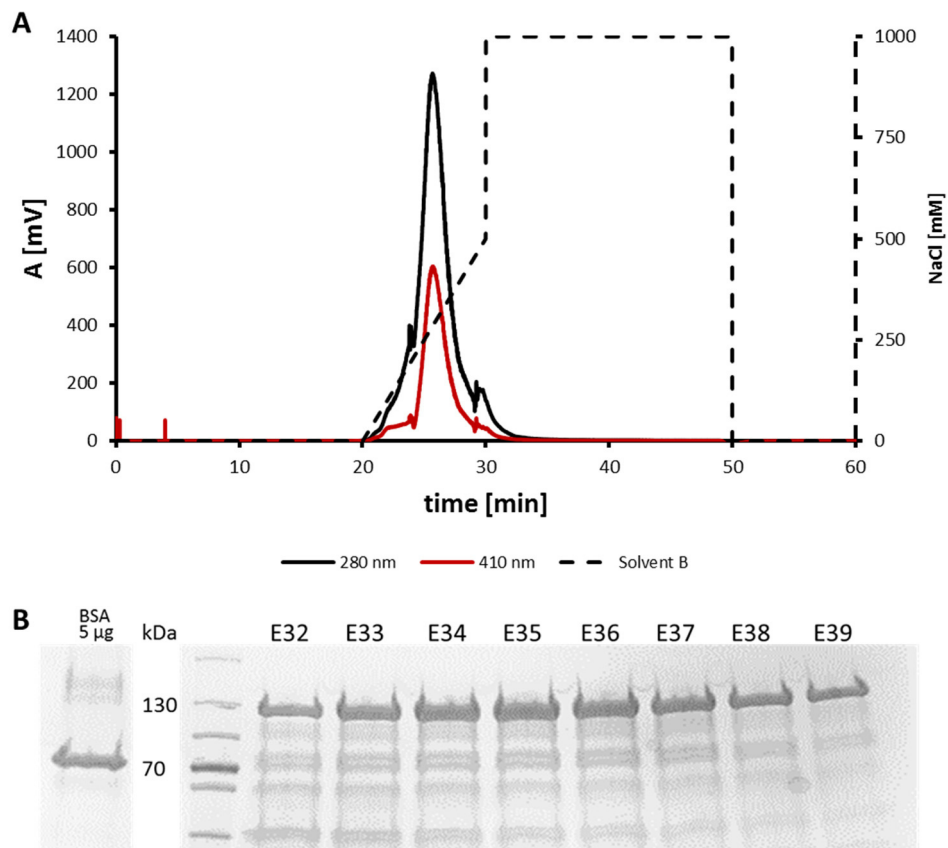 A
1400
1200
1000
800
600
400
200
0
A [mV]
1000
750
500
250
0
NaCl [mM]
0 10 20 30 40 50 60
time [min]
280 nm 410 nm Solvent B
B
BSA
5 µg kDa E32 E33 E34 E35 E36 E37 E38 E39
130
70